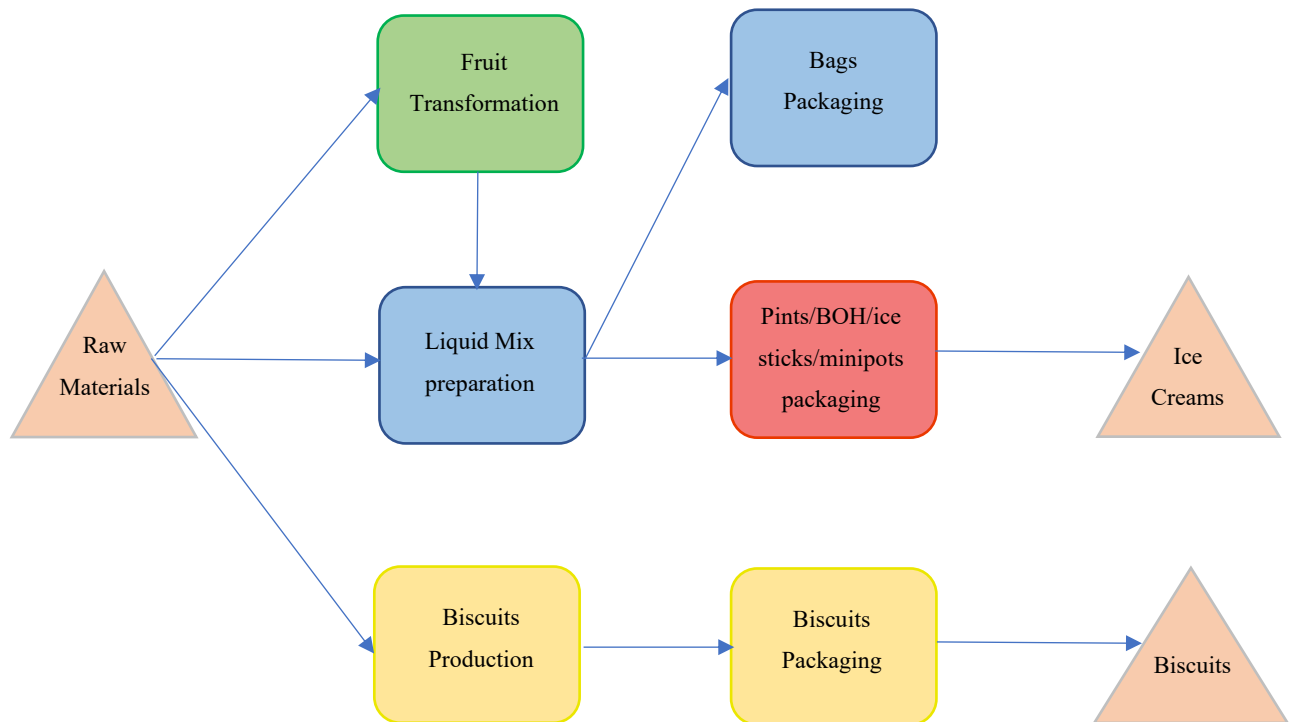 Fruit
Transformation
Bags
Packaging
Raw
Materials
Liquid Mix
preparation
Pints/BOH/ice
sticks/minipots
packaging
Ice
Creams
Biscuits
Production
Biscuits
Packaging
Biscuits